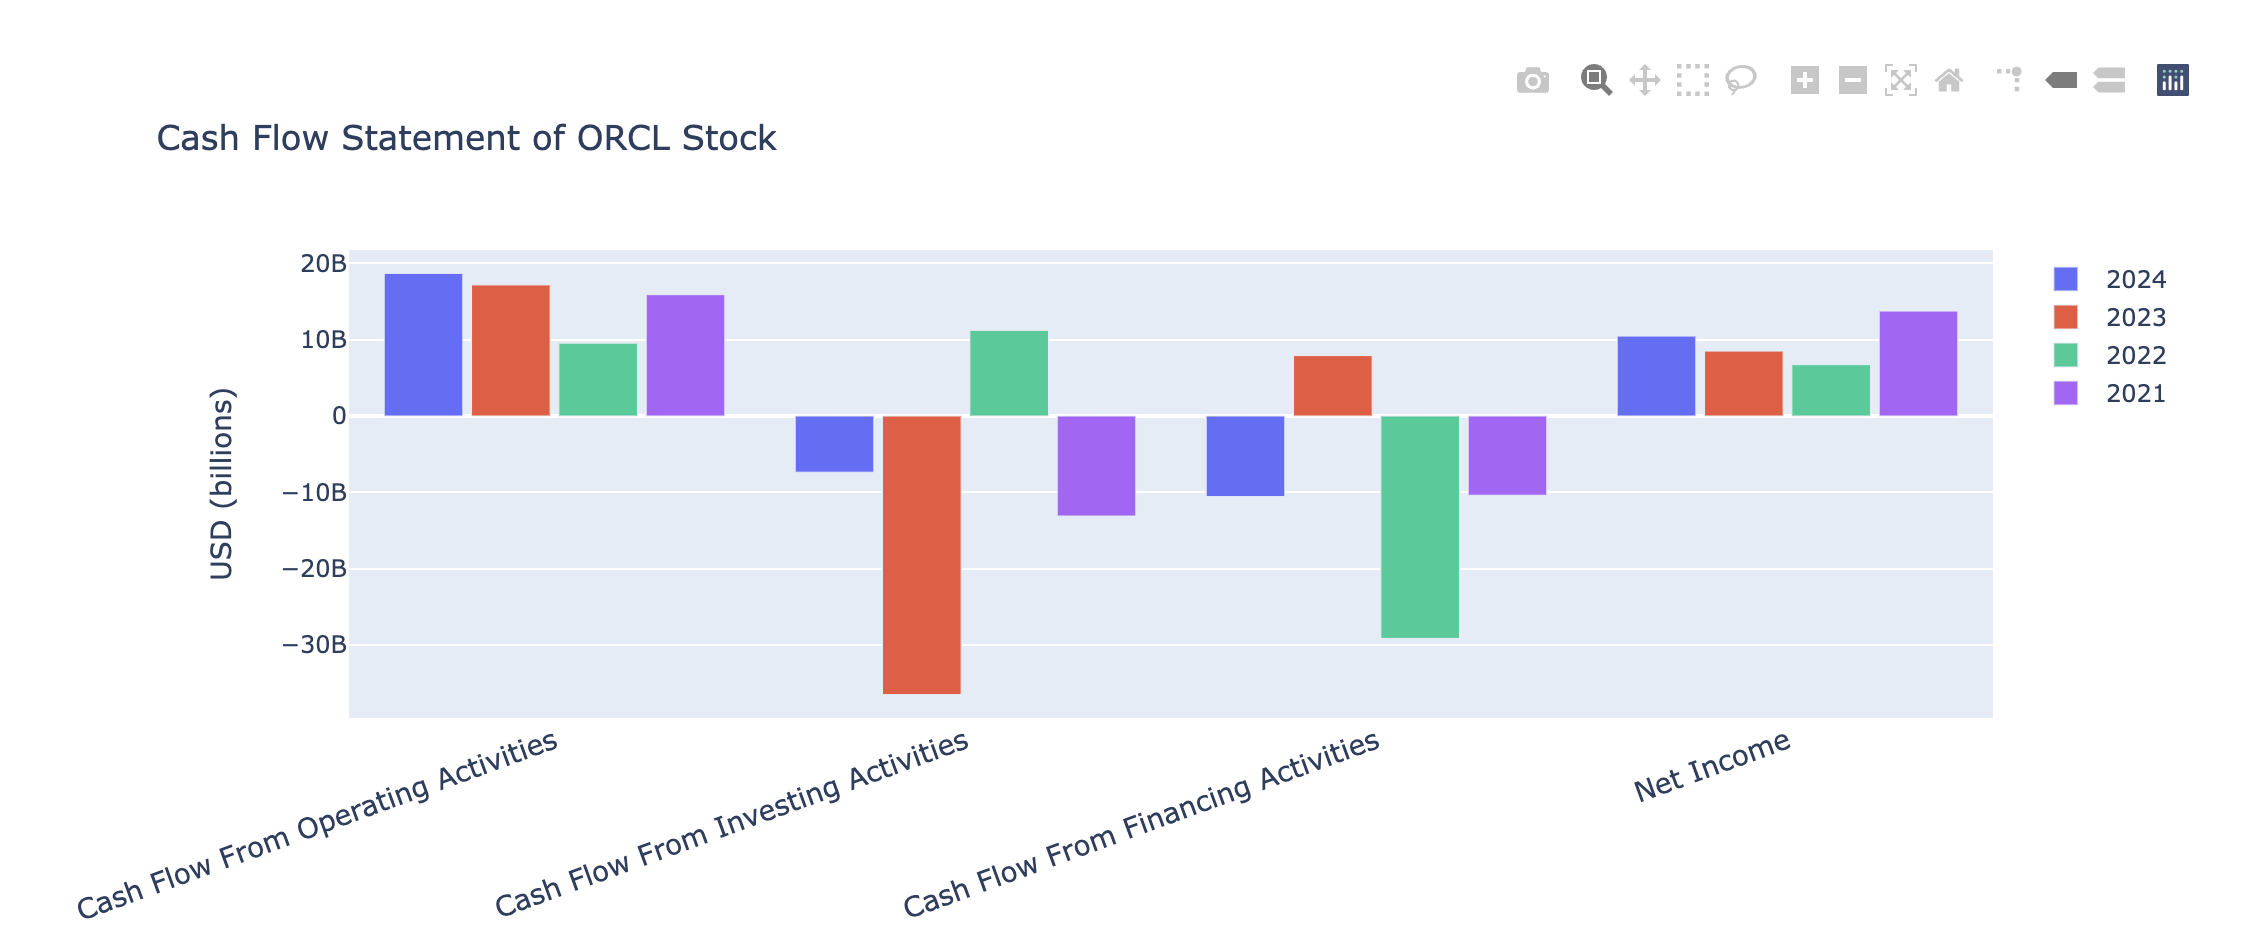 Cash Flow Statement of ORCL Stock
20B
10B
0
−10B
−20B
−30B
USD (billions)
Cash Flow From Operating Activities
Cash Flow From Investing Activities
Cash Flow From Financing Activities
Net Income
2024
2023
2022
2021